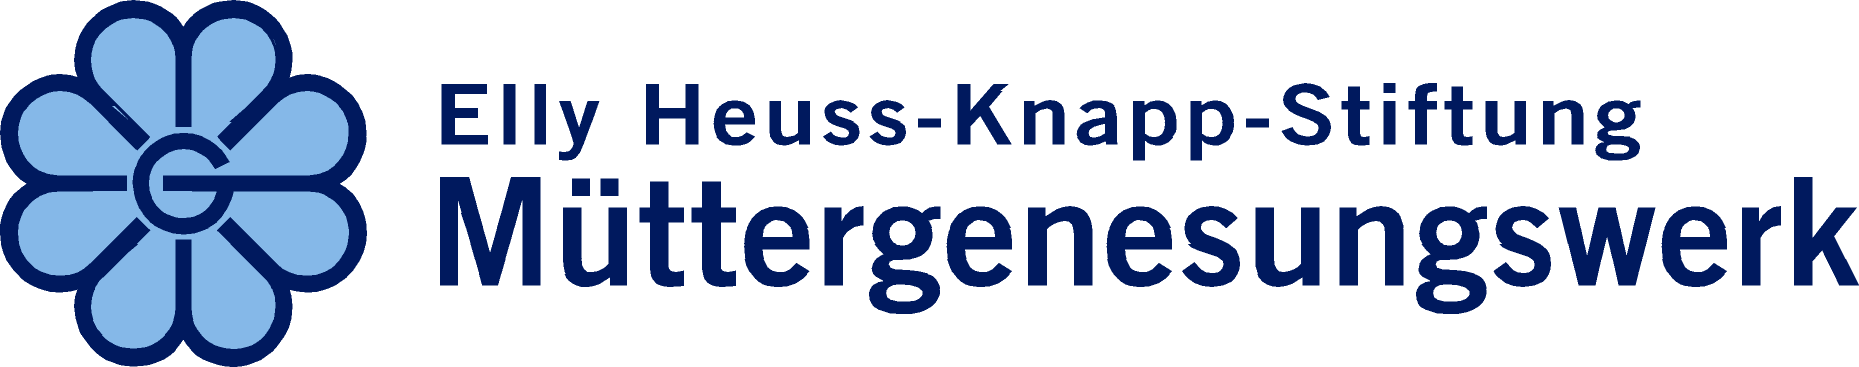 Elly Heuss-Knapp-Stiftung
Müttergenesungswerk